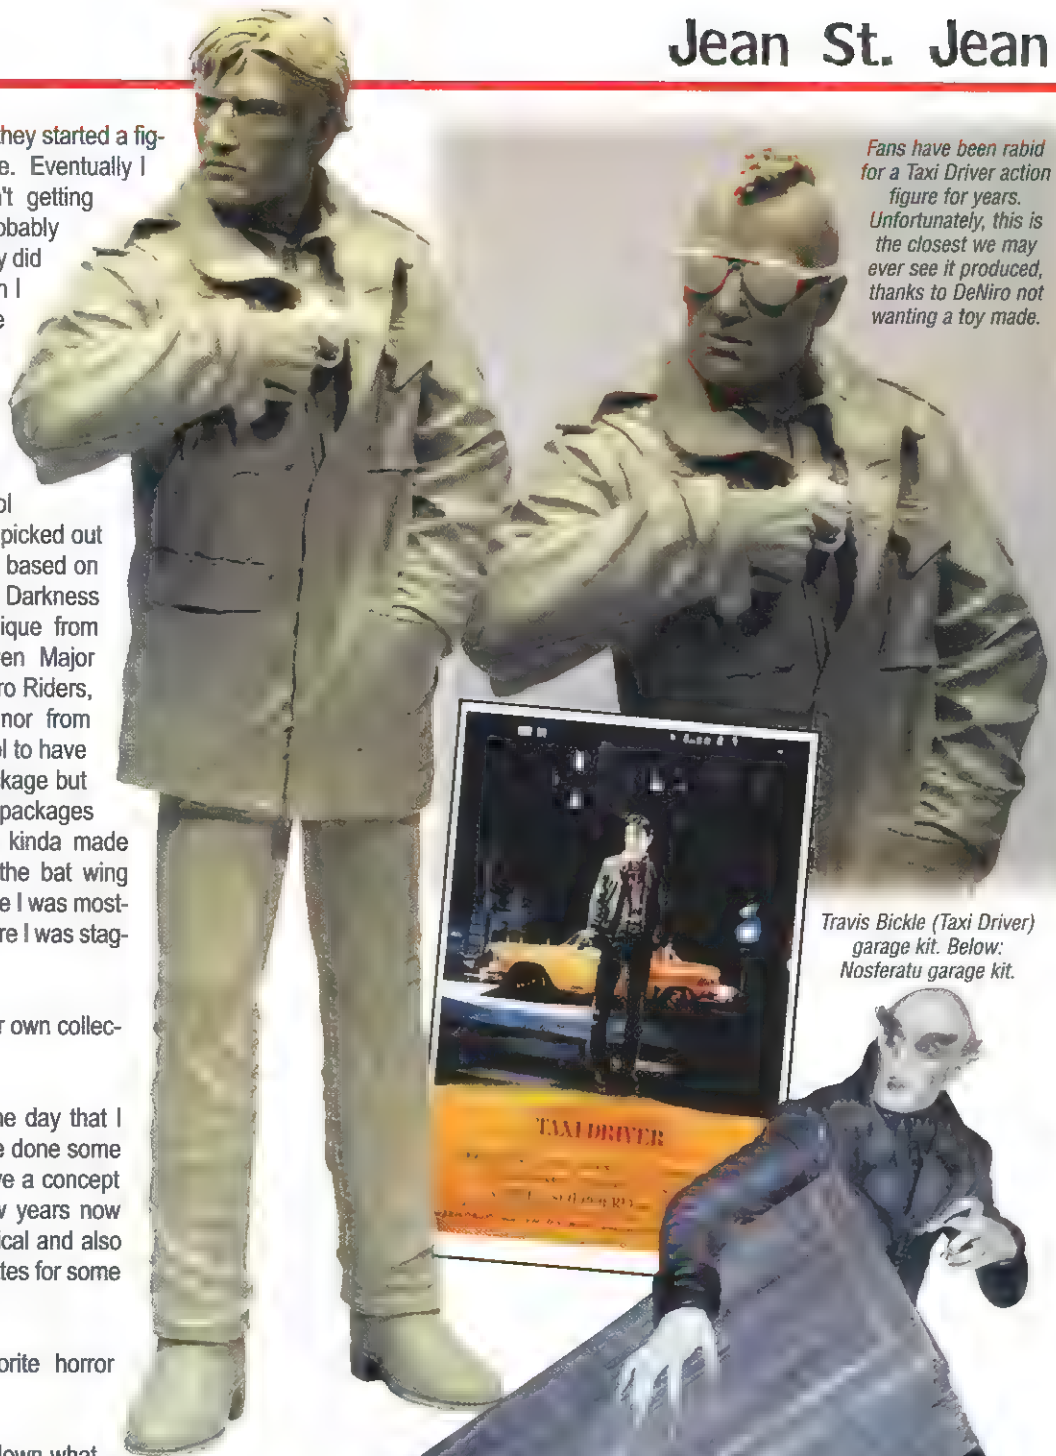 Jean St. Jean
they started a fig-
e. Eventually I
n't getting
obably
y did
n I
e
ol
picked out
based on
Darkness
ique from
en Major
ro Riders,
nor from
ol to have
kage but
packages
kinda made
the bat wing
e I was most-
re I was stag-
r own collec-
ne day that I
e done some
ve a concept
w years now
ical and also
tes for some
orite horror
down what
Fans have been rabid
for a Taxi Driver action
figure for years.
Unfortunately, this is
the closest we may
ever see it produced,
thanks to DeNiro not
wanting a toy made.
TAXI DRIVER
Travis Bickle (Taxi Driver)
garage kit. Below:
Nosferatu garage kit.